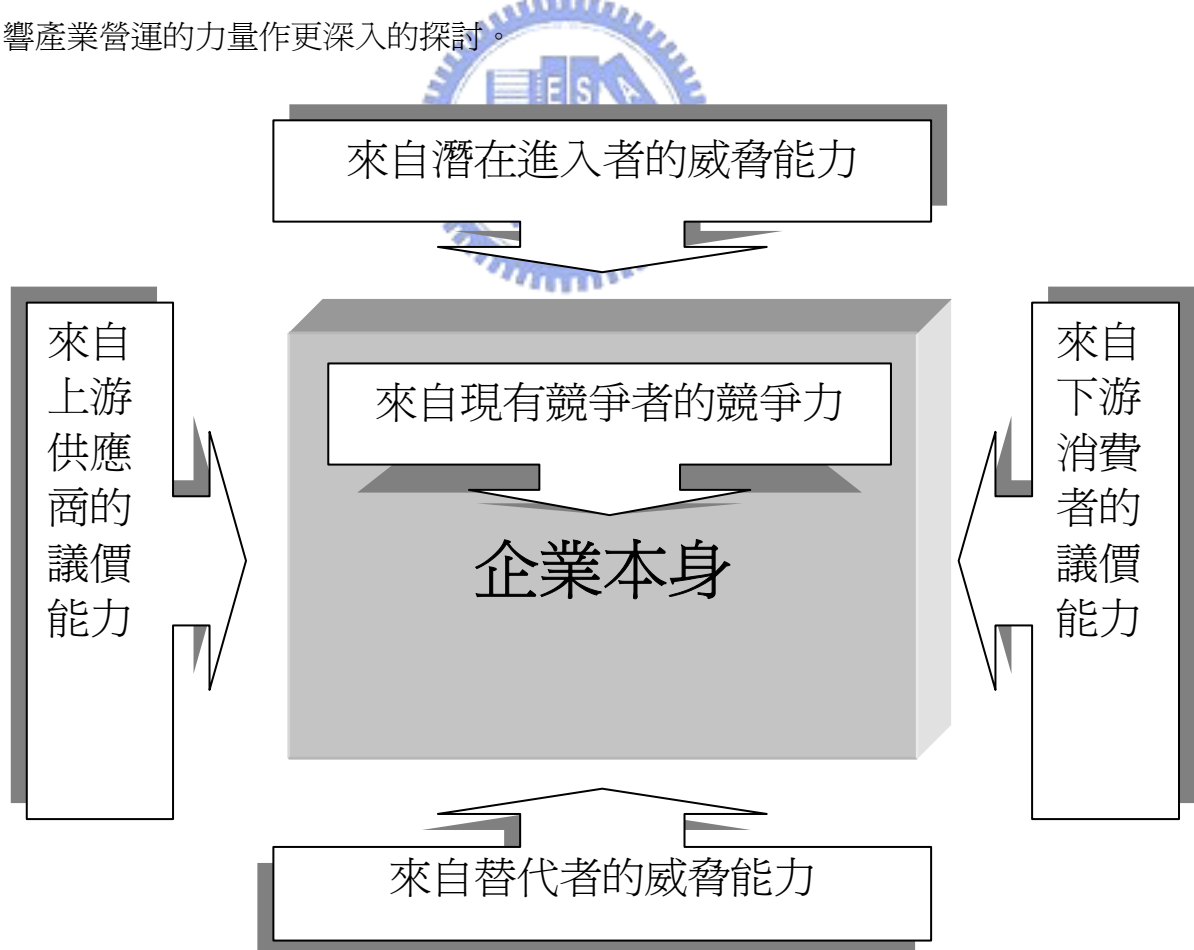 響產業營運的力量作更深入的探討。
E S
來自潛在進入者的威脅能力
來自
上游
供應
商的
議價
能力
來自現有競爭者的競爭力
企業本身
來自
下游
消費
者的
議價
能力
來自替代者的威脅能力